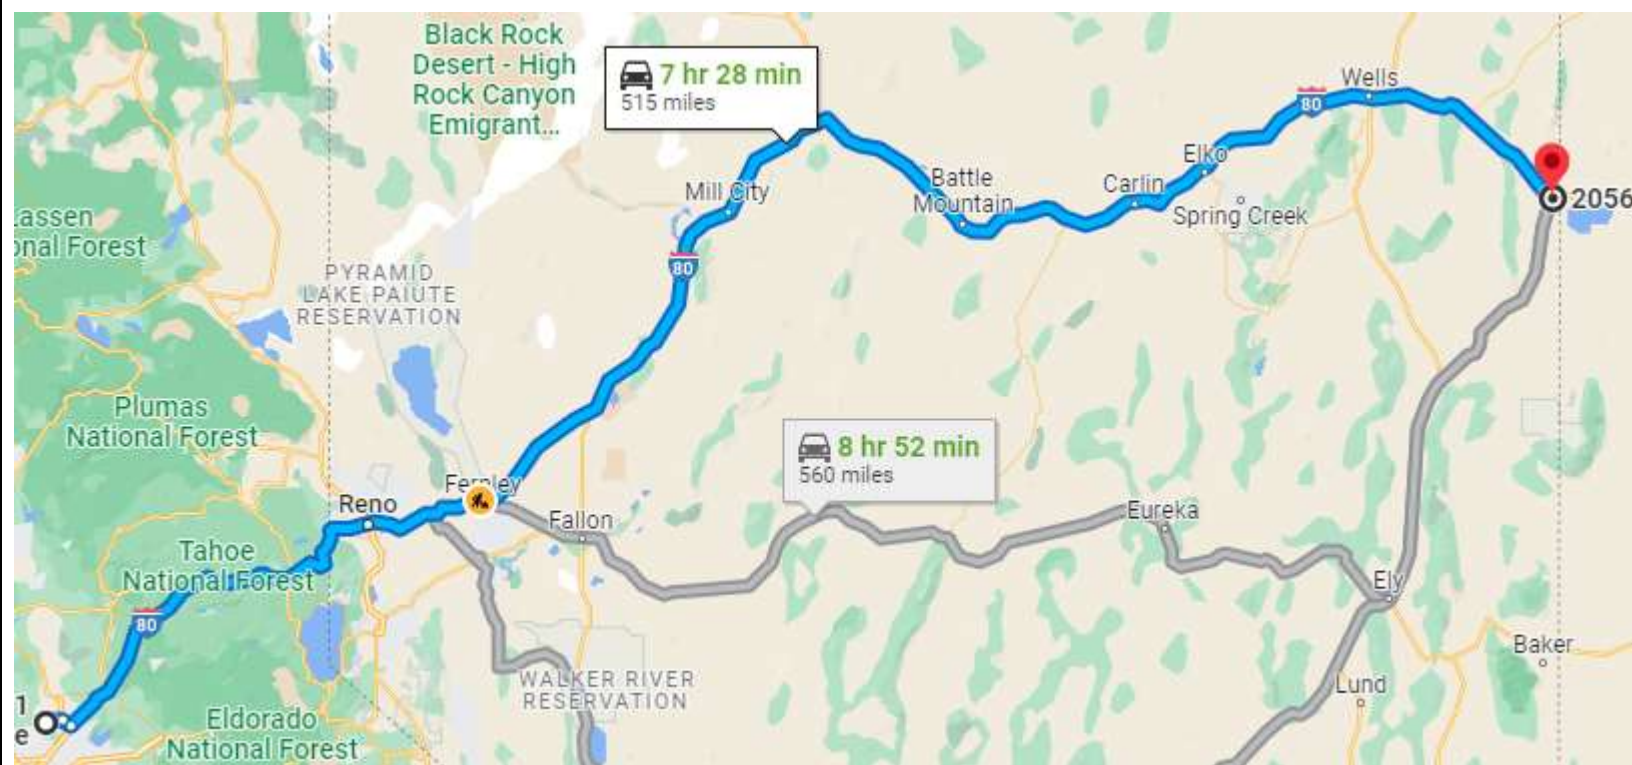 Black Rock
Desert - High
Rock Canyon
Emigrant...
7 hr 28 min
515 miles
Wells
80
Elko
Mill City
Battle
Mountain
Carlin
2056
Spring Creek
Lassen
onal Forest
80
PYRAMID
LAKE PAIUTE
RESERVATION
Plumas
National Forest
8 hr 52 min
560 miles
Fernley
Reno
Fallon
Eureka
Tahoe
National Forest
Ely
80
Baker
WALKER RIVER
RESERVATION
Lund
1
e
Eldorado
National Forest